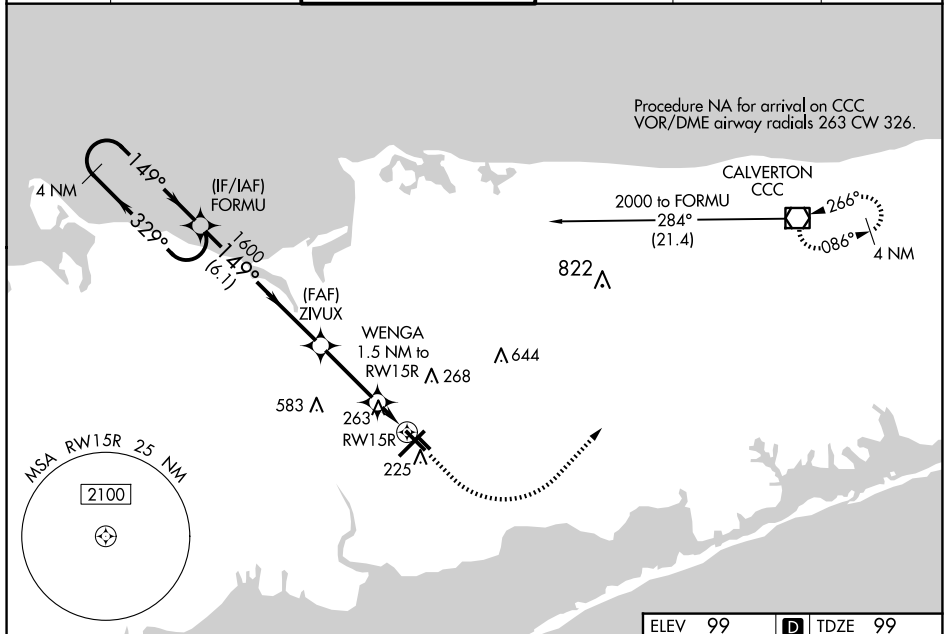 Procedure NA for arrival on CCC
VOR/DME airway radials 263 CW 326.
CALVERTON
CCC
2000 to FORMU
284°
(21.4)
266°
086°
4 NM
149°
4 NM
329°
(IF/IAF)
FORMU
1600
149°
(6.1)
822
(FAF)
ZIVUX
WENGA
1.5 NM to
RW15R
268
644
583
263
RW15R
225
MSA RW15R 25 NM
2100
ELEV 99 D TDZE 99